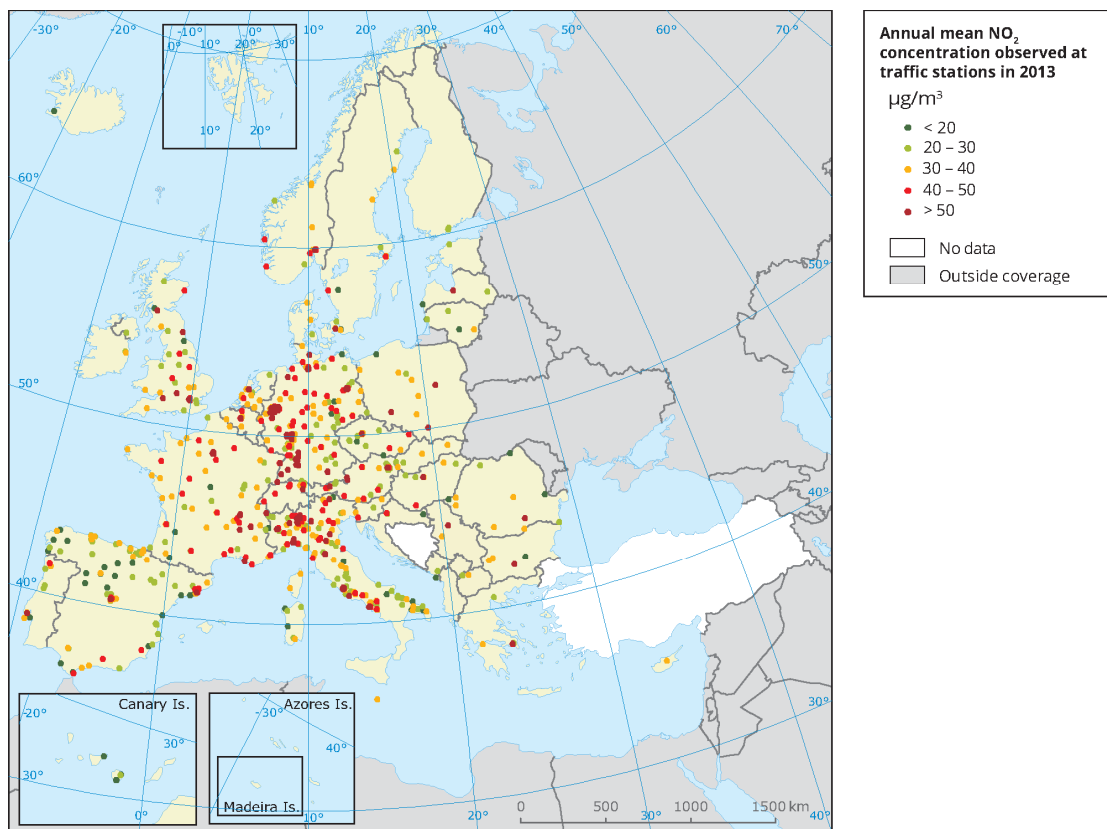 -30°
-20°
-10°
0°
10°
20°
30°
40°
50°
60°
70°
0°
10°
20°
30°
10°
20°
60°
50°
50°
40°
40°
30°
Canary Is.
-20°
30°
30°
Azores Is.
-30°
40°
Madeira Is.
0°
10°
20°
30°
40°
0
500
1000
1500 km
Annual mean NO₂
concentration observed at
traffic stations in 2013
µg/m³
< 20
20 – 30
30 – 40
40 – 50
> 50
No data
Outside coverage